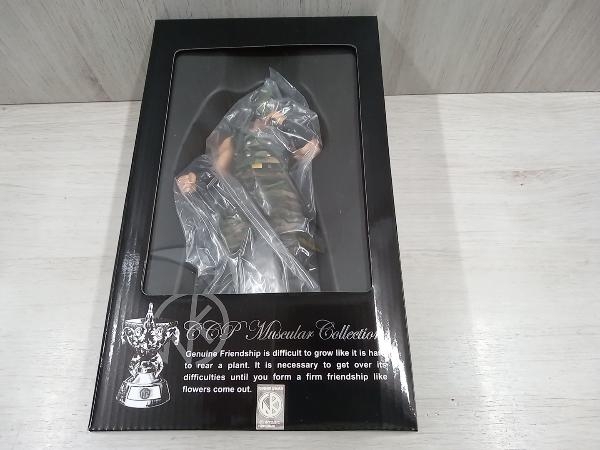 CCP Muscular Collection
Genuine Friendship is difficult to grow like it is hard
to rear a plant. It is necessary to get over its
difficulties until you form a firm friendship like
flowers come out.